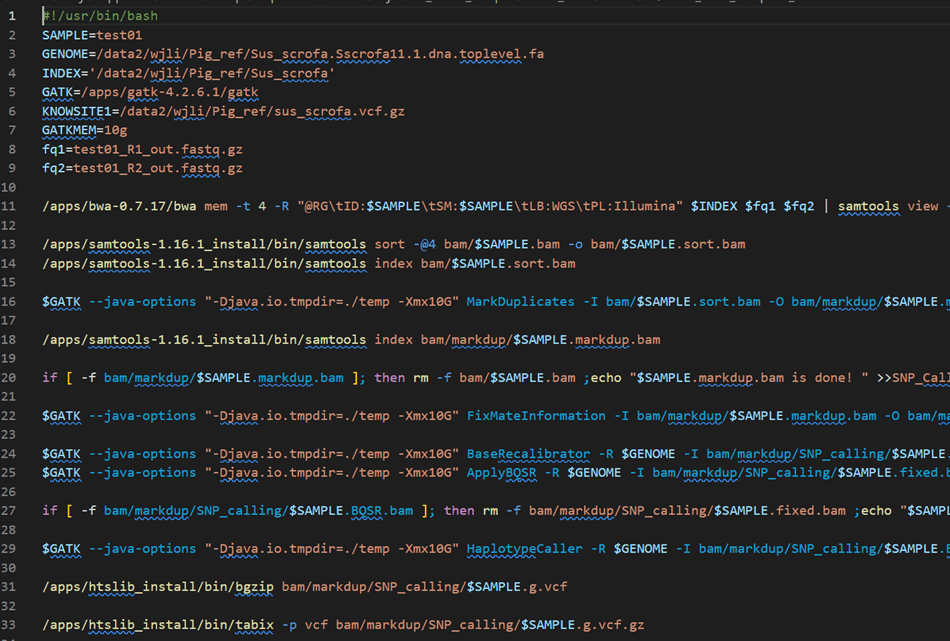 1 #!/usr/bin/bash
2 SAMPLE=test01
3 GENOME=/data2/wjli/Pig_ref/Sus_scrofa.Sscrofa11.1.dna.toplevel.fa
4 INDEX='/data2/wjli/Pig_ref/Sus_scrofa'
5 GATK=/apps/gatk-4.2.6.1/gatk
6 KNOWSITE1=/data2/wjli/Pig_ref/sus_scrofa.vcf.gz
7 GATKMEM=10g
8 fq1=test01_R1_out.fastq.gz
9 fq2=test01_R2_out.fastq.gz
10
11 /apps/bwa-0.7.17/bwa mem -t 4 -R "@RG\tID:$SAMPLE\tSM:$SAMPLE\tLB:WGS\tPL:Illumina" $INDEX $fq1 $fq2 | samtools view -
12
13 /apps/samtools-1.16.1_install/bin/samtools sort -@4 bam/$SAMPLE.bam -o bam/$SAMPLE.sort.bam
14 /apps/samtools-1.16.1_install/bin/samtools index bam/$SAMPLE.sort.bam
15
16 $GATK --java-options "-Djava.io.tmpdir=./temp -Xmx10G" MarkDuplicates -I bam/$SAMPLE.sort.bam -O bam/markdup/$SAMPLE.m
17
18 /apps/samtools-1.16.1_install/bin/samtools index bam/markdup/$SAMPLE.markdup.bam
19
20 if [ -f bam/markdup/$SAMPLE.markdup.bam ]; then rm -f bam/$SAMPLE.bam ;echo "$SAMPLE.markdup.bam is done! " >>SNP_Call
21
22 $GATK --java-options "-Djava.io.tmpdir=./temp -Xmx10G" FixMateInformation -I bam/markdup/$SAMPLE.markdup.bam -O bam/ma
23
24 $GATK --java-options "-Djava.io.tmpdir=./temp -Xmx10G" BaseRecalibrator -R $GENOME -I bam/markdup/SNP_calling/$SAMPLE.
25 $GATK --java-options "-Djava.io.tmpdir=./temp -Xmx10G" ApplyBQSR -R $GENOME -I bam/markdup/SNP_calling/$SAMPLE.fixed.b
26
27 if [ -f bam/markdup/SNP_calling/$SAMPLE.BQSR.bam ]; then rm -f bam/markdup/SNP_calling/$SAMPLE.fixed.bam ;echo "$SAMPL
28
29 $GATK --java-options "-Djava.io.tmpdir=./temp -Xmx10G" HaplotypeCaller -R $GENOME -I bam/markdup/SNP_calling/$SAMPLE.B
30
31 /apps/htslib_install/bin/bgzip bam/markdup/SNP_calling/$SAMPLE.g.vcf
32
33 /apps/htslib_install/bin/tabix -p vcf bam/markdup/SNP_calling/$SAMPLE.g.vcf.gz